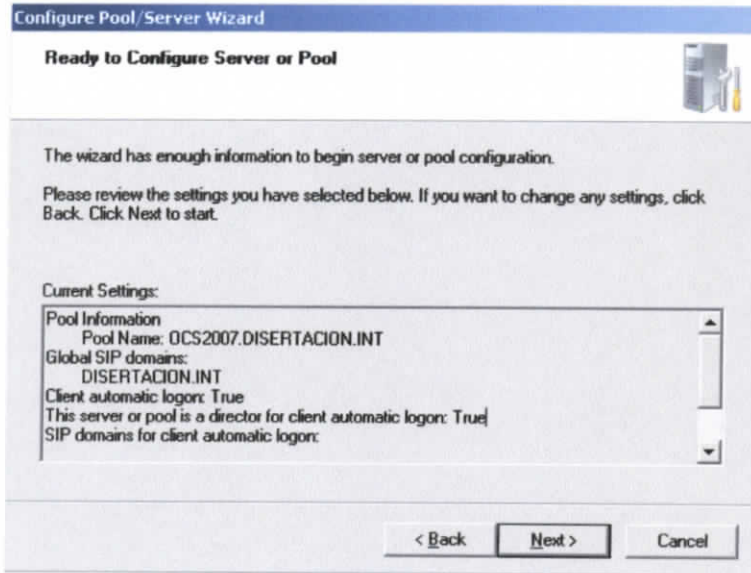 Configure Pool/Server Wizard
Ready to Configure Server or Pool
The wizard has enough information to begin server or pool configuration.
Please review the settings you have selected below. If you want to change any settings, click
Back. Click Next to start.
Current Settings:
Pool Information
Pool Name: OCS2007.DISERTACION.INT
Global SIP domains:
DISERTACION.INT
Client automatic logon: True
This server or pool is a director for client automatic logon: True
SIP domains for client automatic logon:
< Back Next > Cancel